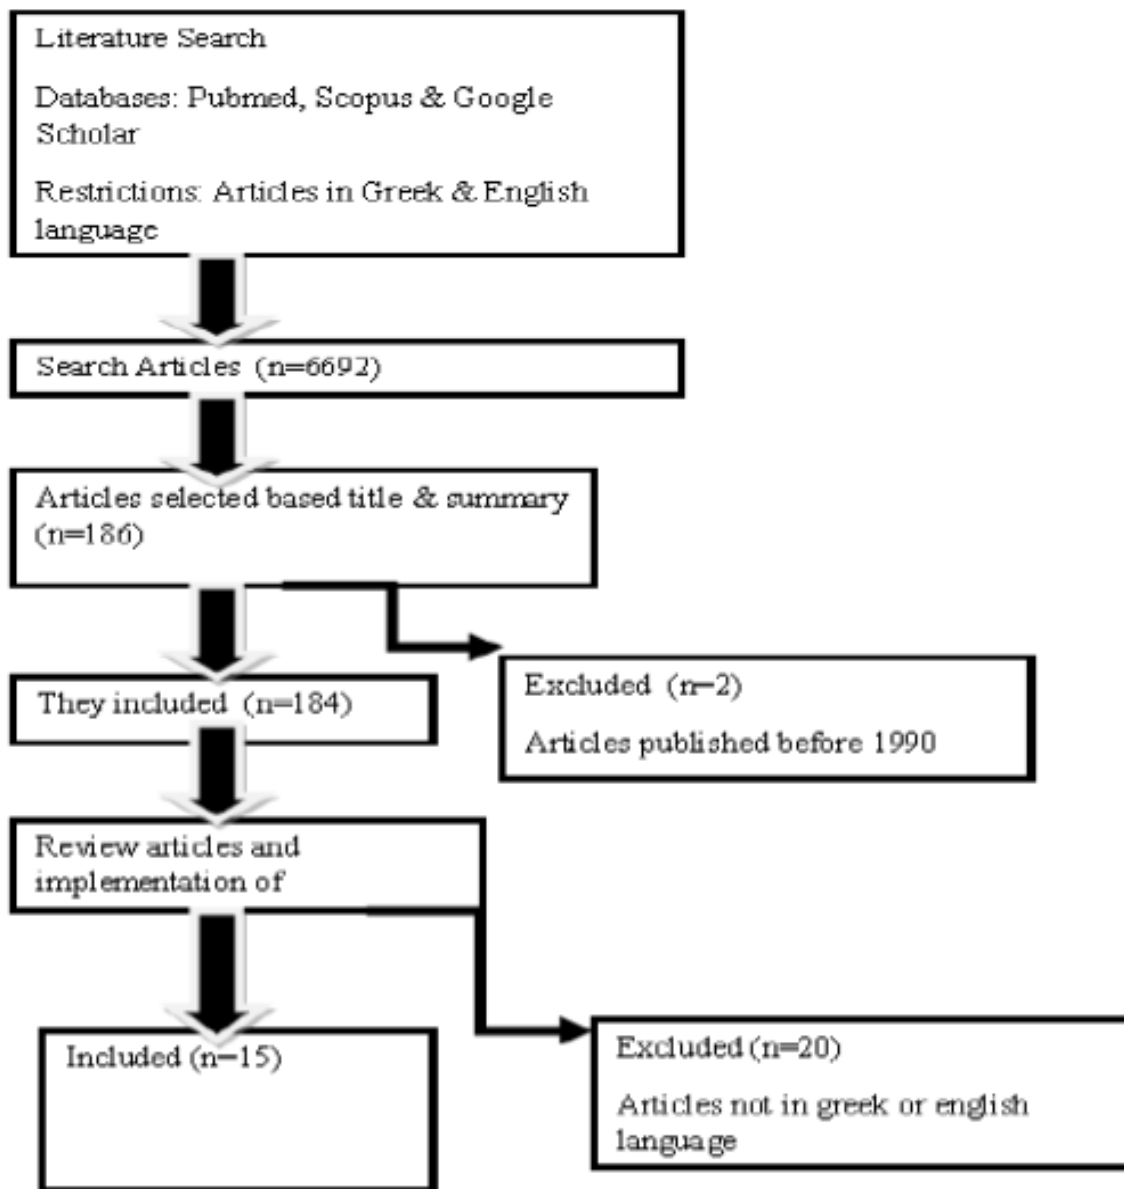 Literature Search
Databases: Pubmed, Scopus & Google
Scholar
Restrictions: Articles in Greek & English
language
Search Articles (n=6692)
Articles selected based title & summary
(n=186)
They included (n=184)
Excluded (n=2)
Articles published before 1990
Review articles and
implementation of
Included (n=15)
Excluded (n=20)
Articles not in greek or english
language